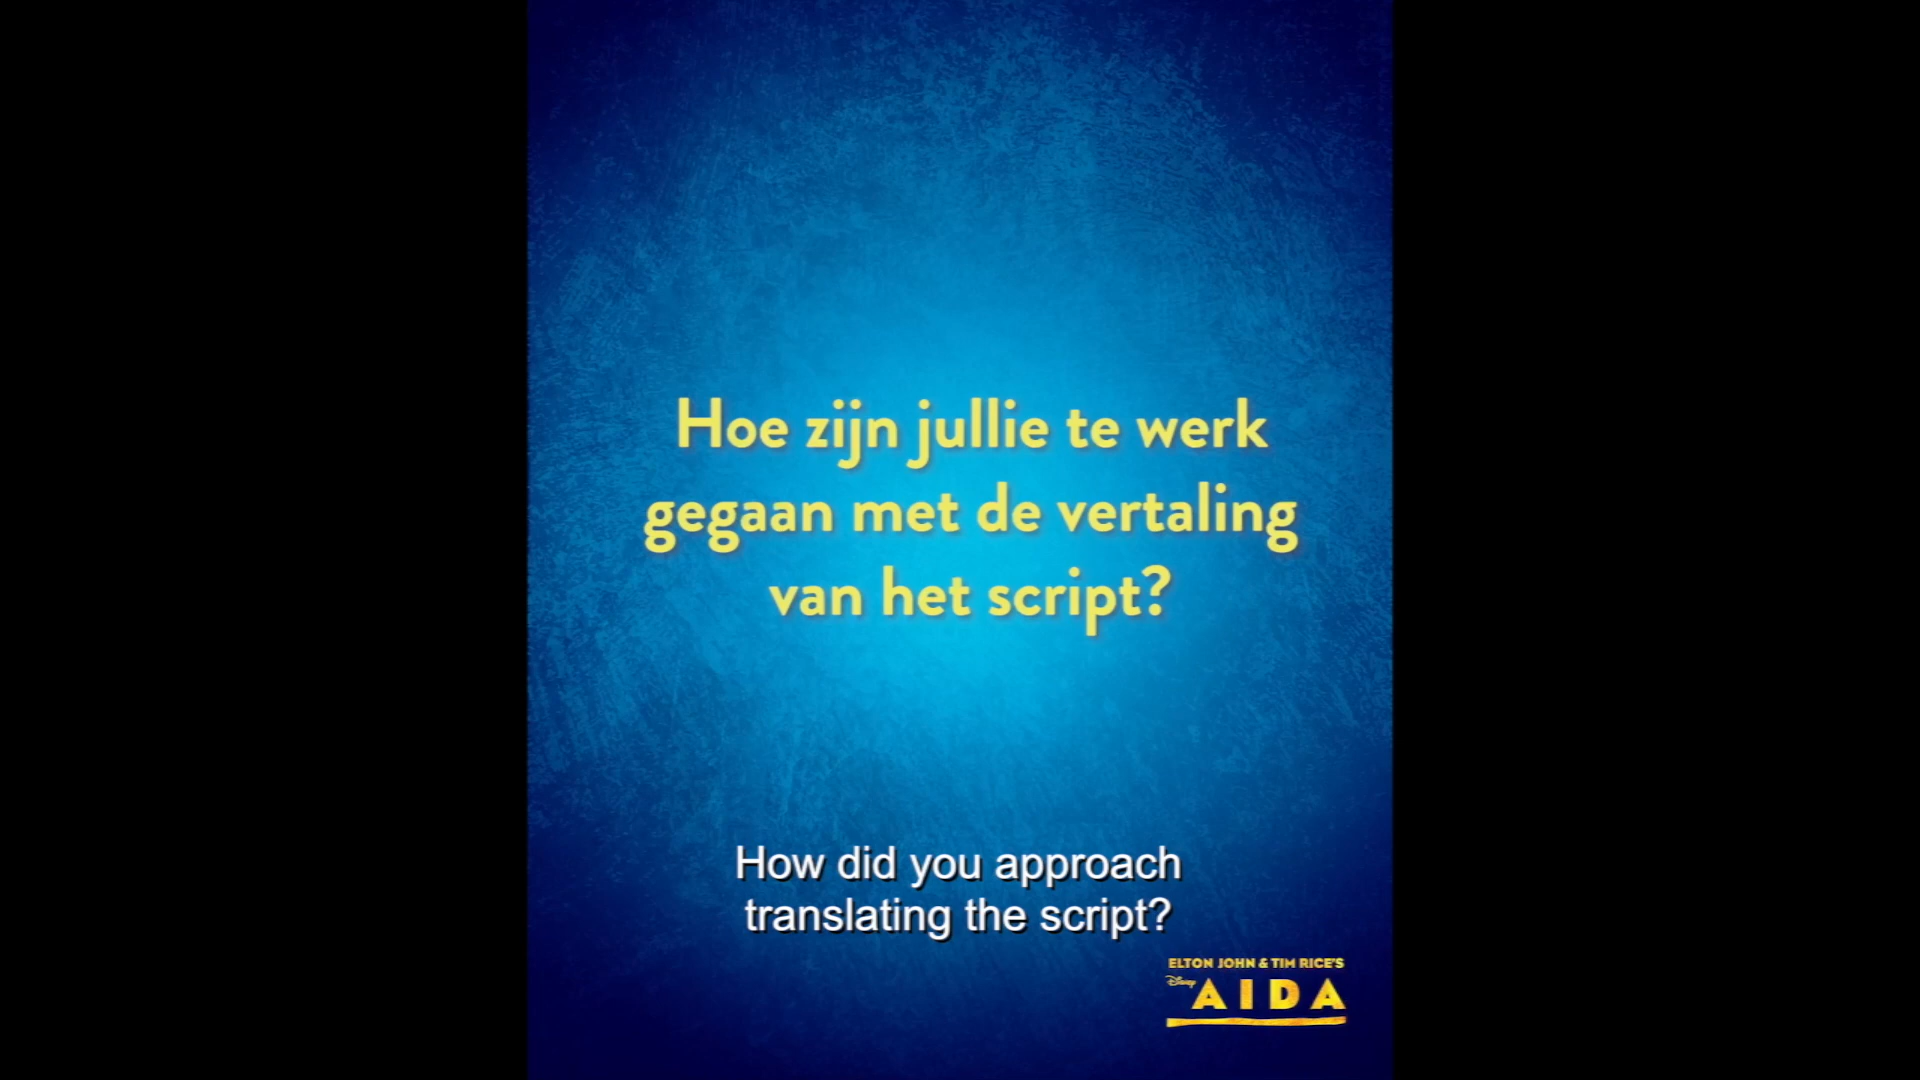 Hoe zijn jullie te werk
gegaan met de vertaling
van het script?
How did you approach
translating the script?
ELTON JOHN & TIM RICE'S
Disney
AIDA